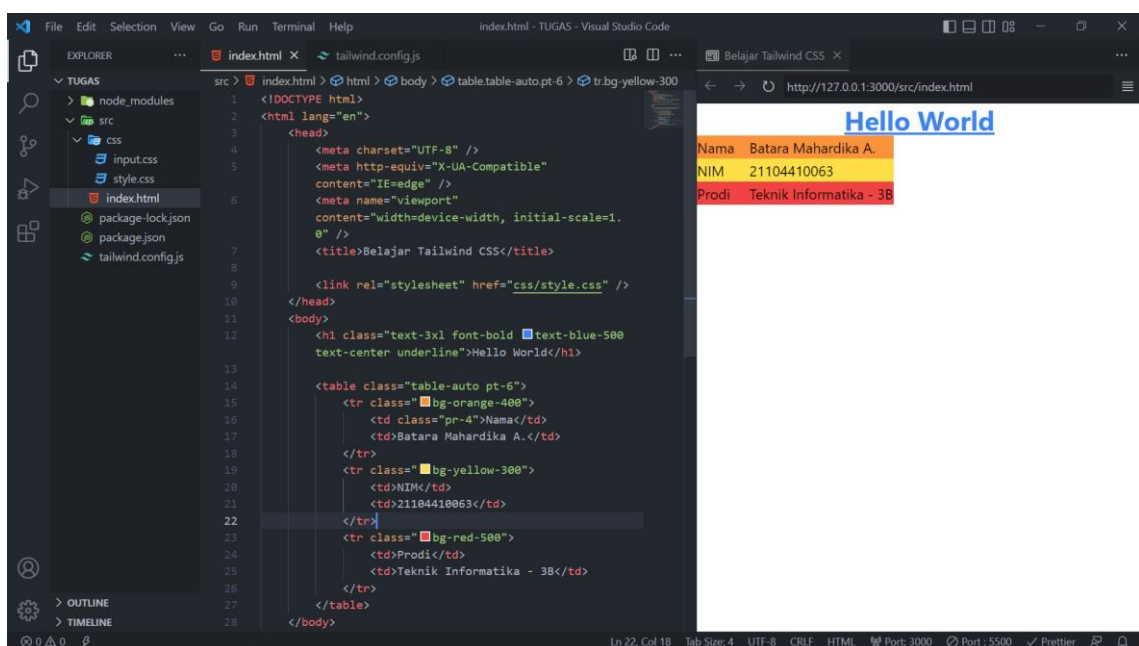 File Edit Selection View Go Run Terminal Help index.html - TUGAS - Visual Studio Code
EXPLORER
TUGAS
node_modules
src
css
input.css
style.css
index.html
package-lock.json
package.json
tailwind.config.js
OUTLINE
TIMELINE
index.html tailwind.config.js
src > index.html > html > body > table.table-auto.pt-6 > tr.bg-yellow-300
1 <!DOCTYPE html>
2 <html lang="en">
3 <head>
4 <meta charset="UTF-8" />
5 <meta http-equiv="X-UA-Compatible"
content="IE=edge" />
6 <meta name="viewport"
content="width=device-width, initial-scale=1.
0" />
7 <title>Belajar Tailwind CSS</title>
8
9 <link rel="stylesheet" href="css/style.css" />
10 </head>
11 <body>
12 <h1 class="text-3xl font-bold text-blue-500
text-center underline">Hello World</h1>
13
14 <table class="table-auto pt-6">
15 <tr class="bg-orange-400">
16 <td class="pr-4">Nama</td>
17 <td>Batara Mahardika A.</td>
18 </tr>
19 <tr class="bg-yellow-300">
20 <td>NIM</td>
21 <td>21104410063</td>
22 </tr>
23 <tr class="bg-red-500">
24 <td>Prodi</td>
25 <td>Teknik Informatika - 3B</td>
26 </tr>
27 </table>
28 </body>
Belajar Tailwind CSS
http://127.0.0.1:3000/src/index.html
Hello World
Nama Batara Mahardika A.
NIM 21104410063
Prodi Teknik Informatika - 3B
0 0 Ln 22, Col 18 Tab Size: 4 UTF-8 CRLF HTML Port: 3000 Port : 5500 Prettier